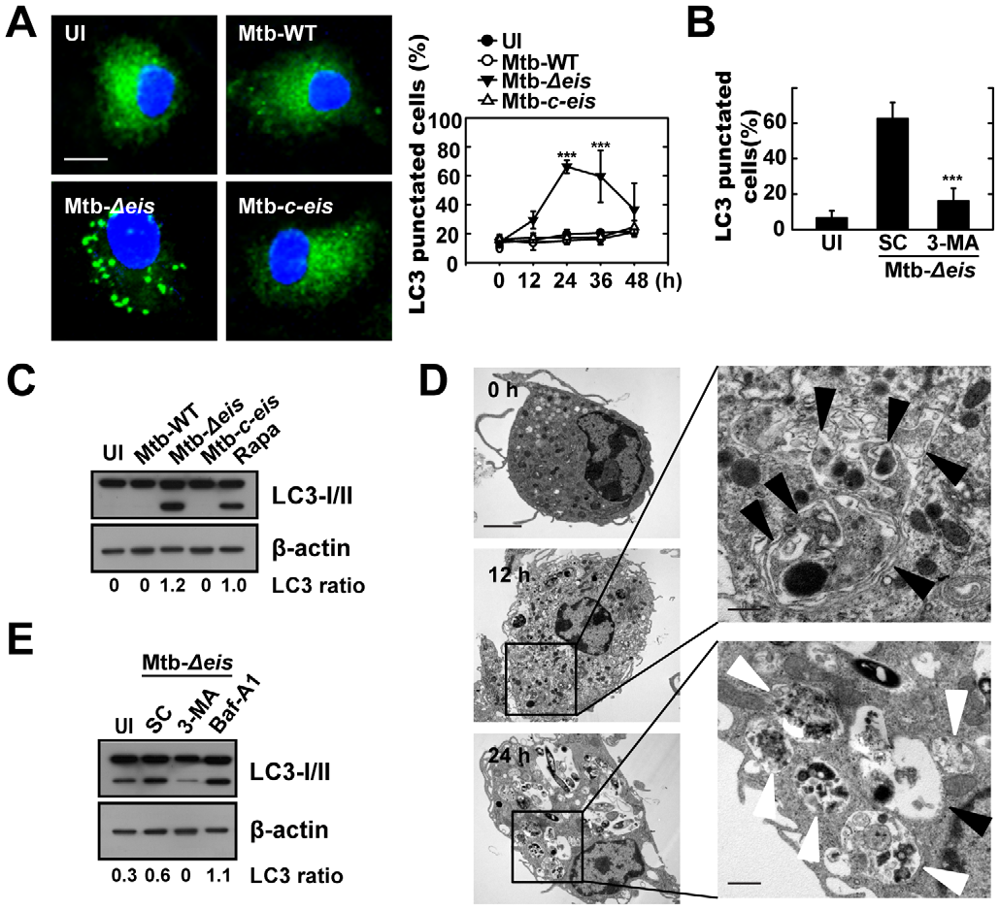 A
UI
Mtb-WT
Mtb-Δeis
Mtb-c-eis
UI
Mtb-WT
Mtb-Δeis
Mtb-c-eis
LC3 punctated cells (%)
100
80
60
40
20
0
***
***
0 12 24 36 48 (h)
B
LC3 punctated
cells(%)
60
40
20
0
***
UI SC 3-MA
Mtb-Δeis
C
UI Mtb-WT Mtb-Δeis Mtb-c-eis Rapa
LC3-I/II
β-actin
0 0 1.2 0 1.0 LC3 ratio
D
0 h
12 h
24 h
E
Mtb-Δeis
UI SC 3-MA Baf-A1
LC3-I/II
β-actin
0.3 0.6 0 1.1 LC3 ratio